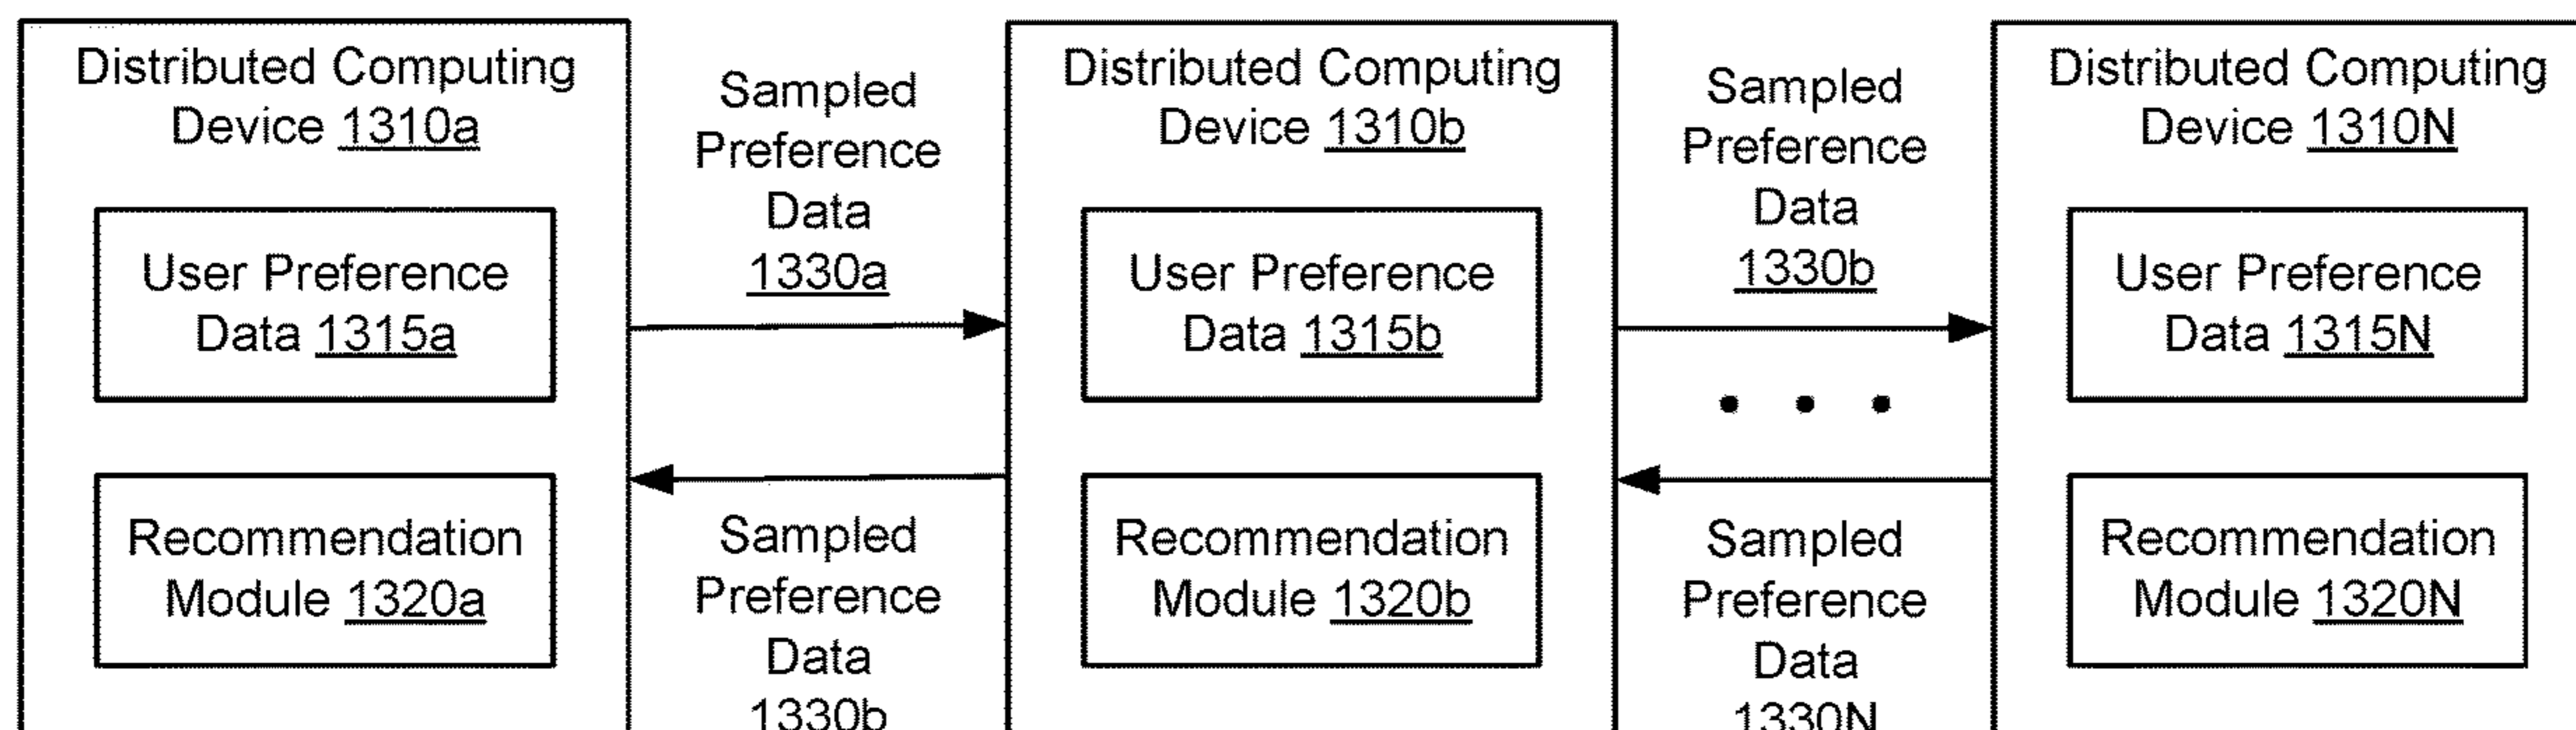 Distributed Computing
Device 1310a
User Preference
Data 1315a
Recommendation
Module 1320a
Sampled
Preference
Data
1330a
Sampled
Preference
Data
1330b
Distributed Computing
Device 1310b
User Preference
Data 1315b
Recommendation
Module 1320b
Sampled
Preference
Data
1330b
Sampled
Preference
Data
1330N
Distributed Computing
Device 1310N
User Preference
Data 1315N
Recommendation
Module 1320N